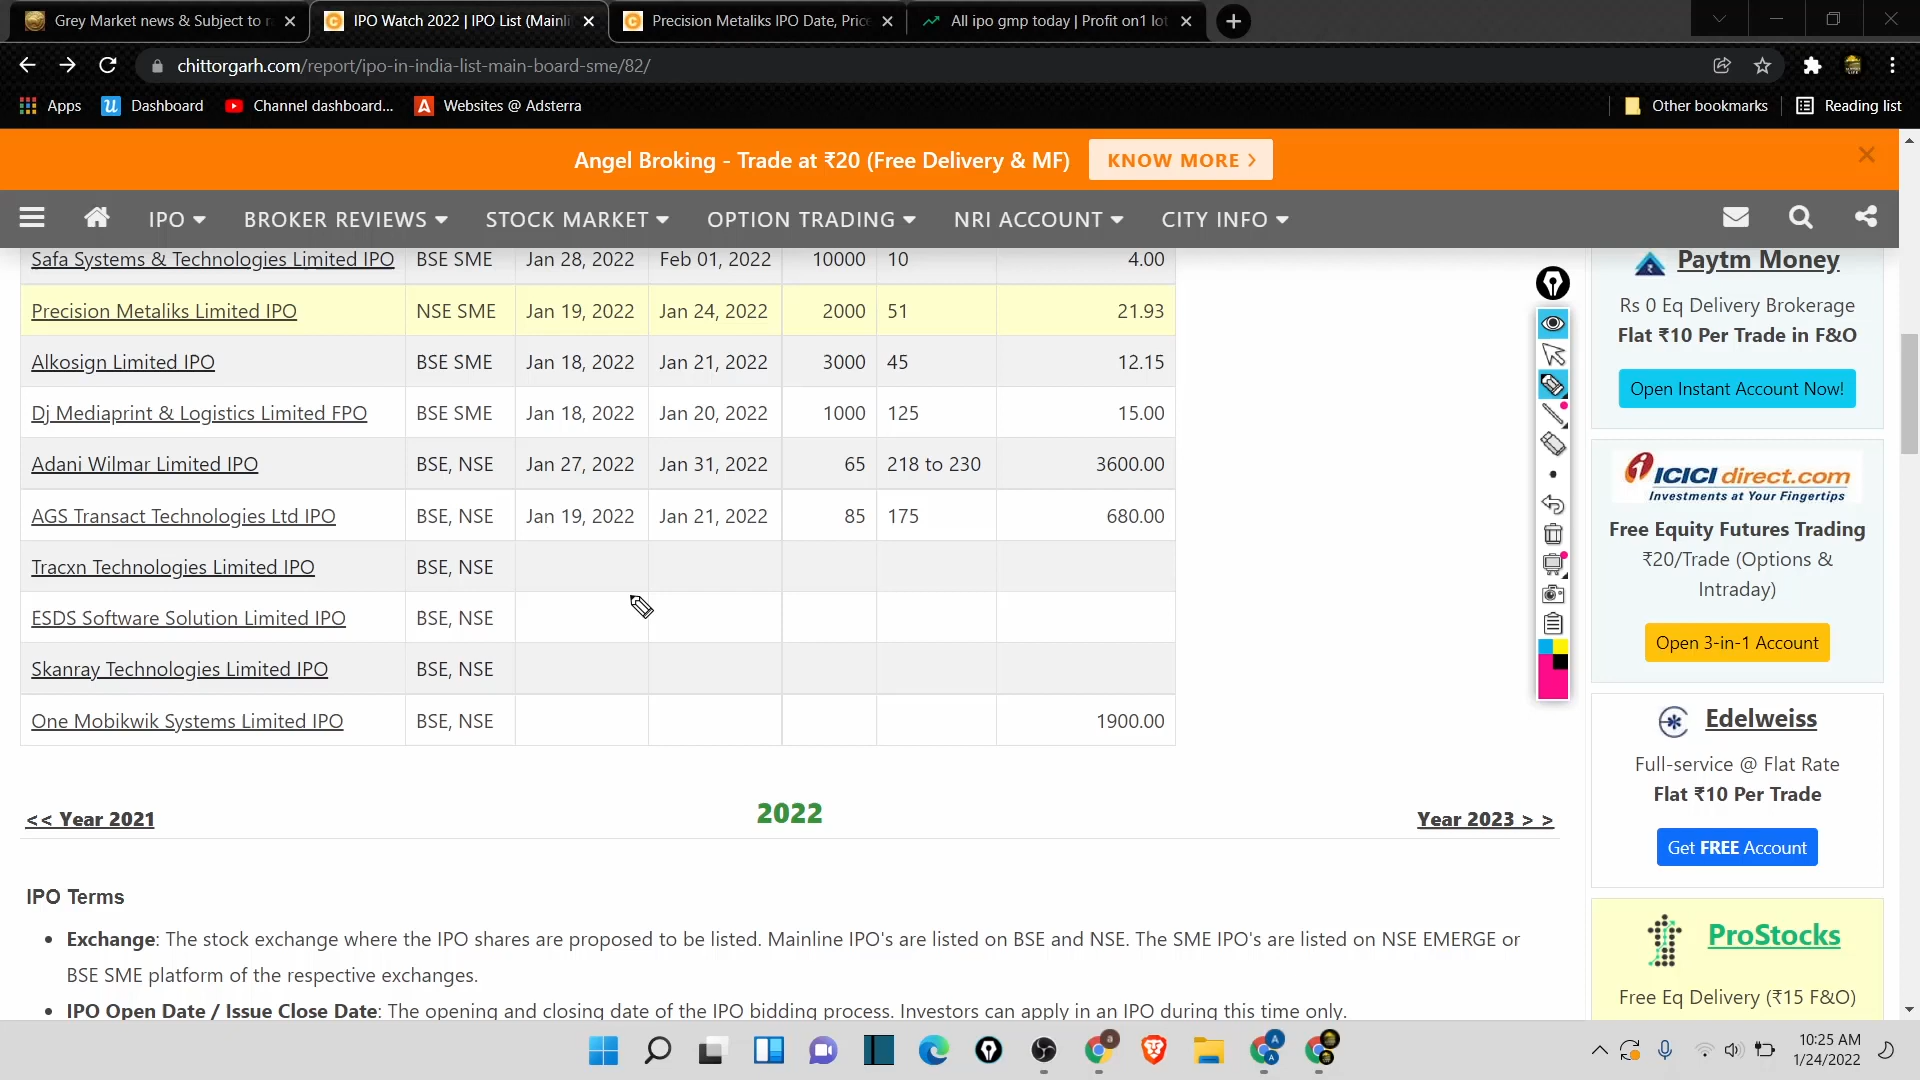 Grey Market news & Subject to r
IPO Watch 2022 | IPO List (Mainli
Precision Metaliks IPO Date, Price
All ipo gmp today | Profit on1 lot
chittorgarh.com/report/ipo-in-india-list-main-board-sme/82/
Apps
Dashboard
Channel dashboard...
Websites @ Adsterra
Other bookmarks
Reading list
Angel Broking - Trade at ₹20 (Free Delivery & MF)
KNOW MORE >
IPO
BROKER REVIEWS
STOCK MARKET
OPTION TRADING
NRI ACCOUNT
CITY INFO
Safa Systems & Technologies Limited IPO BSE SME Jan 28, 2022 Feb 01, 2022 10000 10 4.00
Precision Metaliks Limited IPO NSE SME Jan 19, 2022 Jan 24, 2022 2000 51 21.93
Alkosign Limited IPO BSE SME Jan 18, 2022 Jan 21, 2022 3000 45 12.15
Dj Mediaprint & Logistics Limited FPO BSE SME Jan 18, 2022 Jan 20, 2022 1000 125 15.00
Adani Wilmar Limited IPO BSE, NSE Jan 27, 2022 Jan 31, 2022 65 218 to 230 3600.00
AGS Transact Technologies Ltd IPO BSE, NSE Jan 19, 2022 Jan 21, 2022 85 175 680.00
Tracxn Technologies Limited IPO BSE, NSE
ESDS Software Solution Limited IPO BSE, NSE
Skanray Technologies Limited IPO BSE, NSE
One Mobikwik Systems Limited IPO BSE, NSE 1900.00
<< Year 2021
2022
Year 2023 > >
IPO Terms
• Exchange: The stock exchange where the IPO shares are proposed to be listed. Mainline IPO's are listed on BSE and NSE. The SME IPO's are listed on NSE EMERGE or
BSE SME platform of the respective exchanges.
• IPO Open Date / Issue Close Date: The opening and closing date of the IPO bidding process. Investors can apply in an IPO during this time only.
Paytm Money
Rs 0 Eq Delivery Brokerage
Flat ₹10 Per Trade in F&O
Open Instant Account Now!
ICICI direct.com
Investments at Your Fingertips
Free Equity Futures Trading
₹20/Trade (Options &
Intraday)
Open 3-in-1 Account
Edelweiss
Full-service @ Flat Rate
Flat ₹10 Per Trade
Get FREE Account
ProStocks
Free Eq Delivery (₹15 F&O)
10:25 AM
1/24/2022